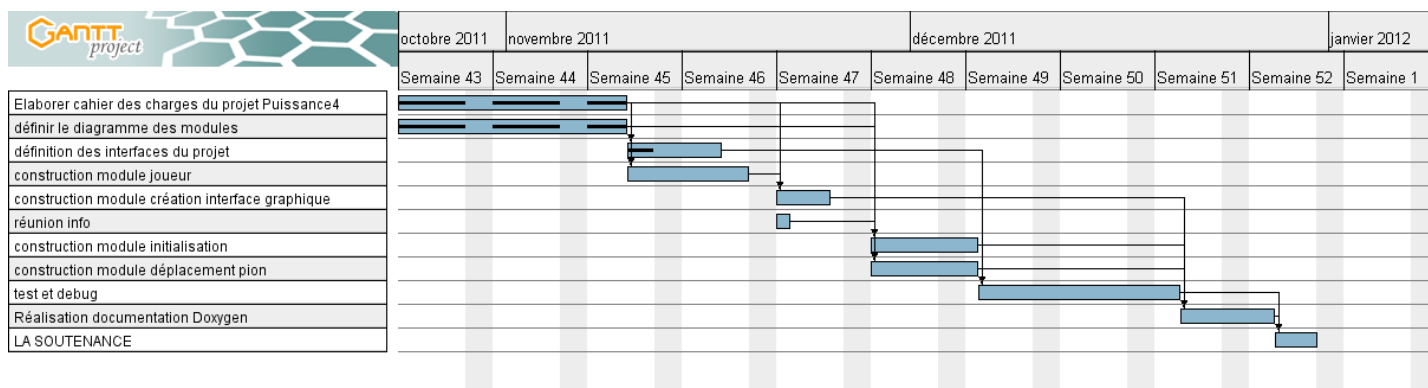 GANTT
project
octobre 2011 novembre 2011 décembre 2011 janvier 2012
Semaine 43 Semaine 44 Semaine 45 Semaine 46 Semaine 47 Semaine 48 Semaine 49 Semaine 50 Semaine 51 Semaine 52 Semaine 1
Elaborer cahier des charges du projet Puissance4
définir le diagramme des modules
définition des interfaces du projet
construction module joueur
construction module création interface graphique
réunion info
construction module initialisation
construction module déplacement pion
test et debug
Réalisation documentation Doxygen
LA SOUTENANCE